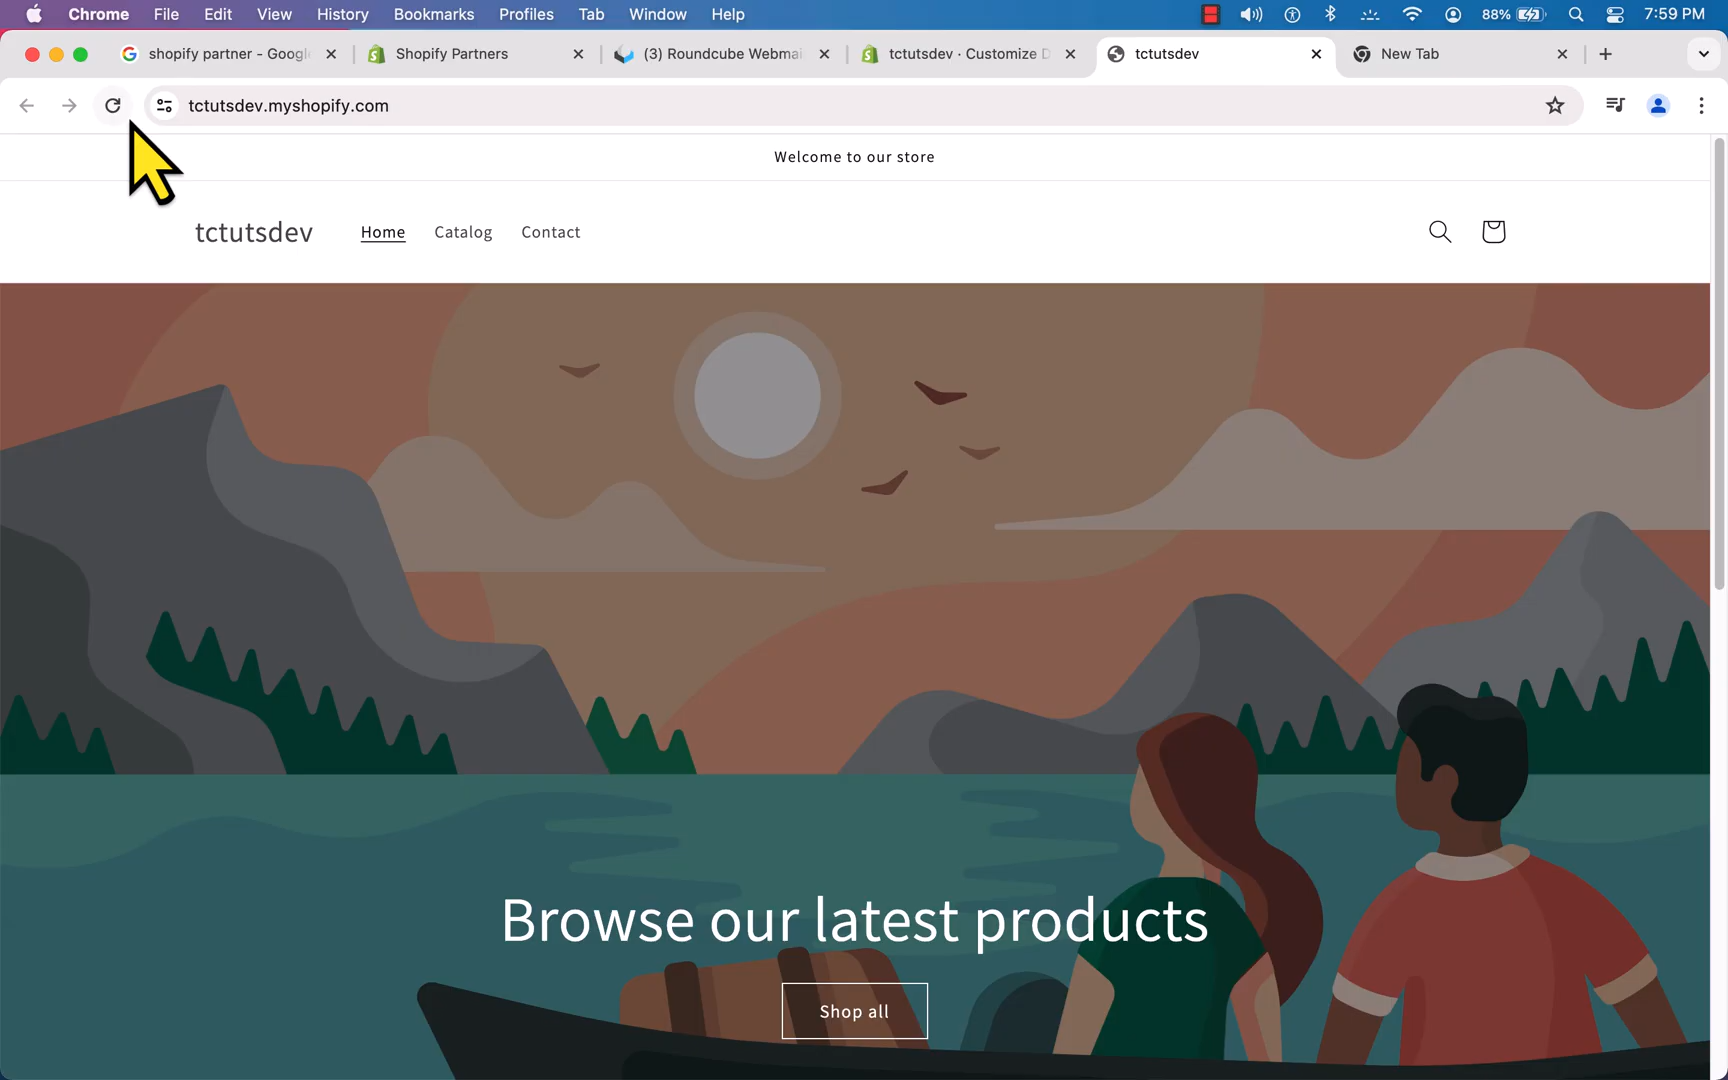 Chrome File Edit View History Bookmarks Profiles Tab Window Help 88% 7:59 PM
shopify partner - Google Shopify Partners (3) Roundcube Webmai tctutsdev · Customize D tctutsdev New Tab
tctutsdev.myshopify.com
Welcome to our store
tctutsdev Home Catalog Contact
Browse our latest products
Shop all